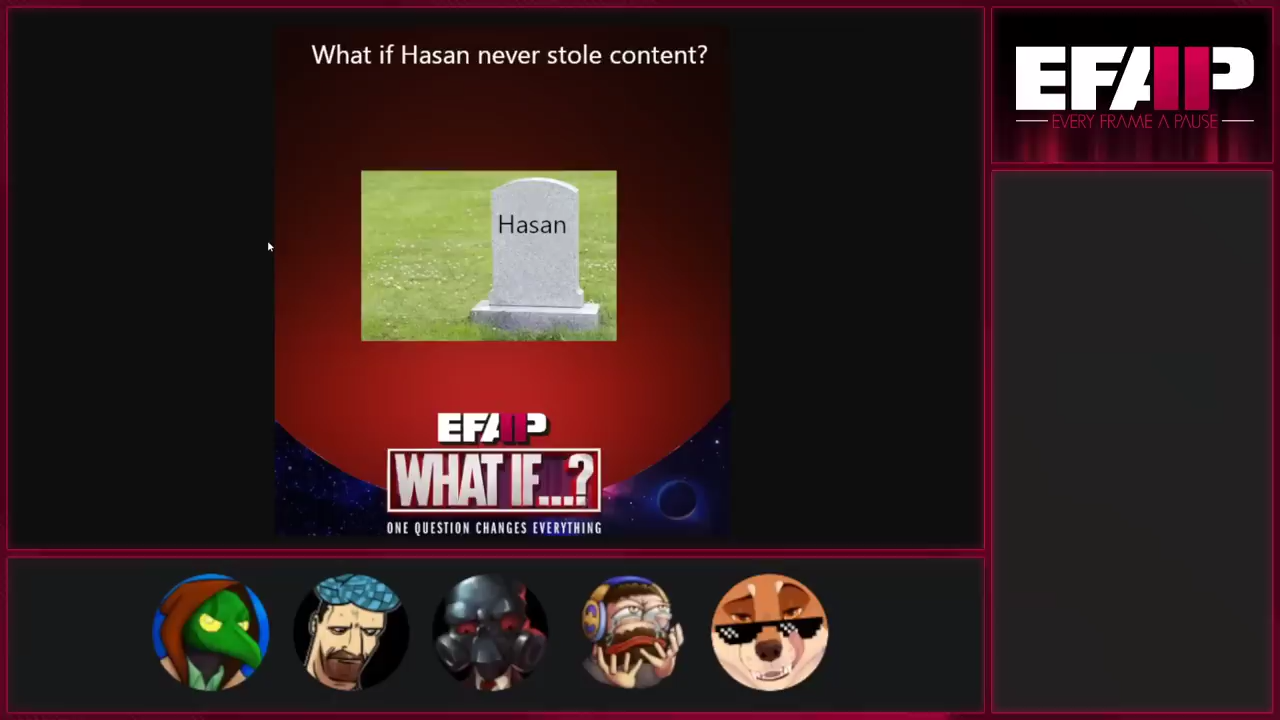 What if Hasan never stole content?
Hasan
EFAP
WHAT IF...?
ONE QUESTION CHANGES EVERYTHING
EFAP
EVERY FRAME A PAUSE